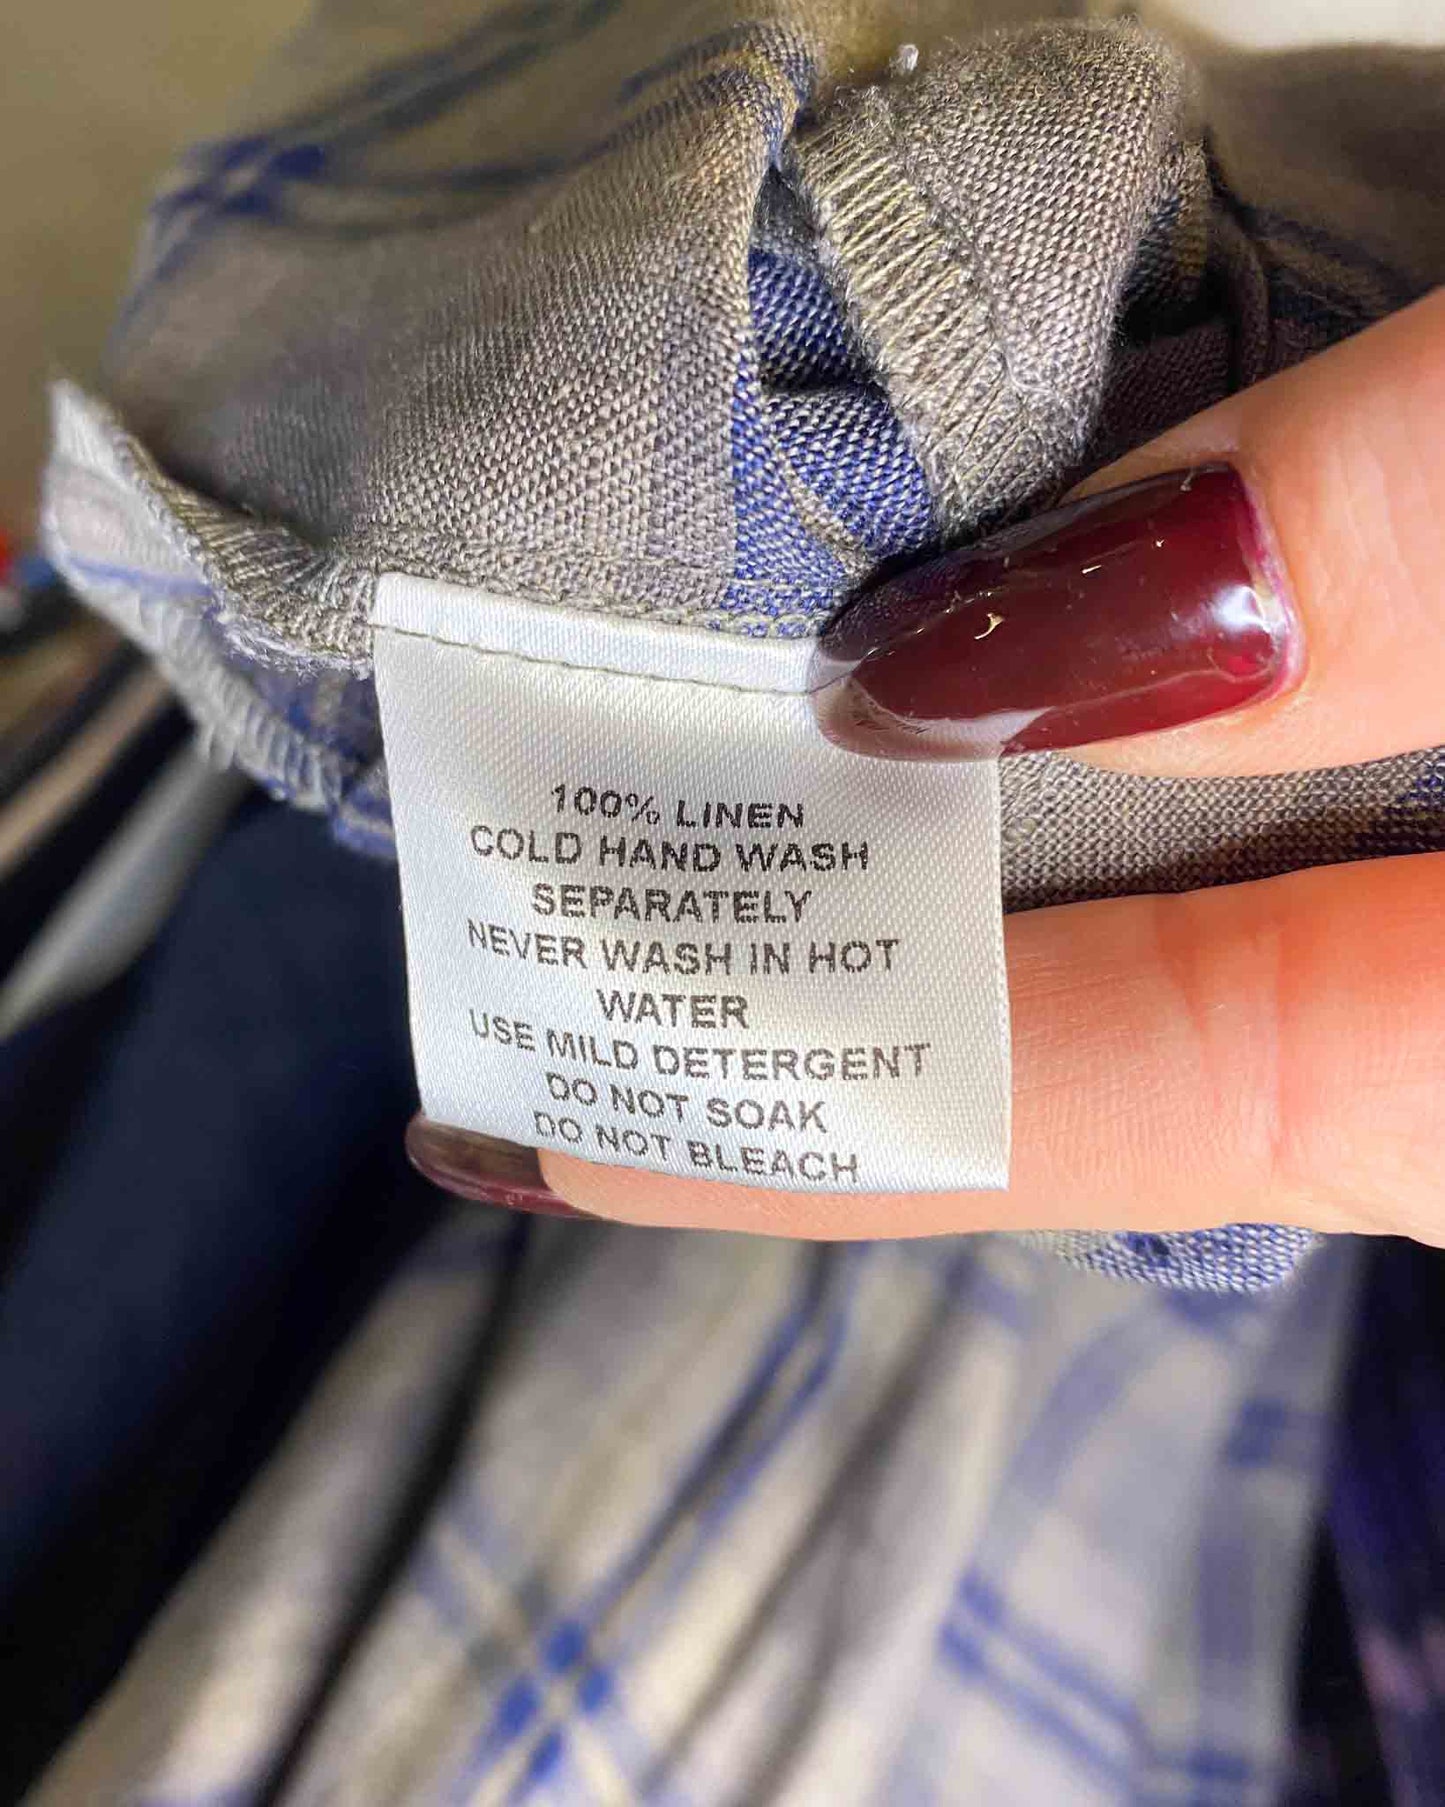 100% LINEN
COLD HAND WASH
SEPARATELY
NEVER WASH IN HOT
WATER
USE MILD DETERGENT
DO NOT SOAK
DO NOT BLEACH